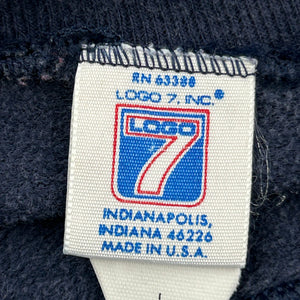 RN 63388
LOGO 7, INC.®
LOGO
7
INDIANAPOLIS,
INDIANA 46226
MADE IN U.S.A.